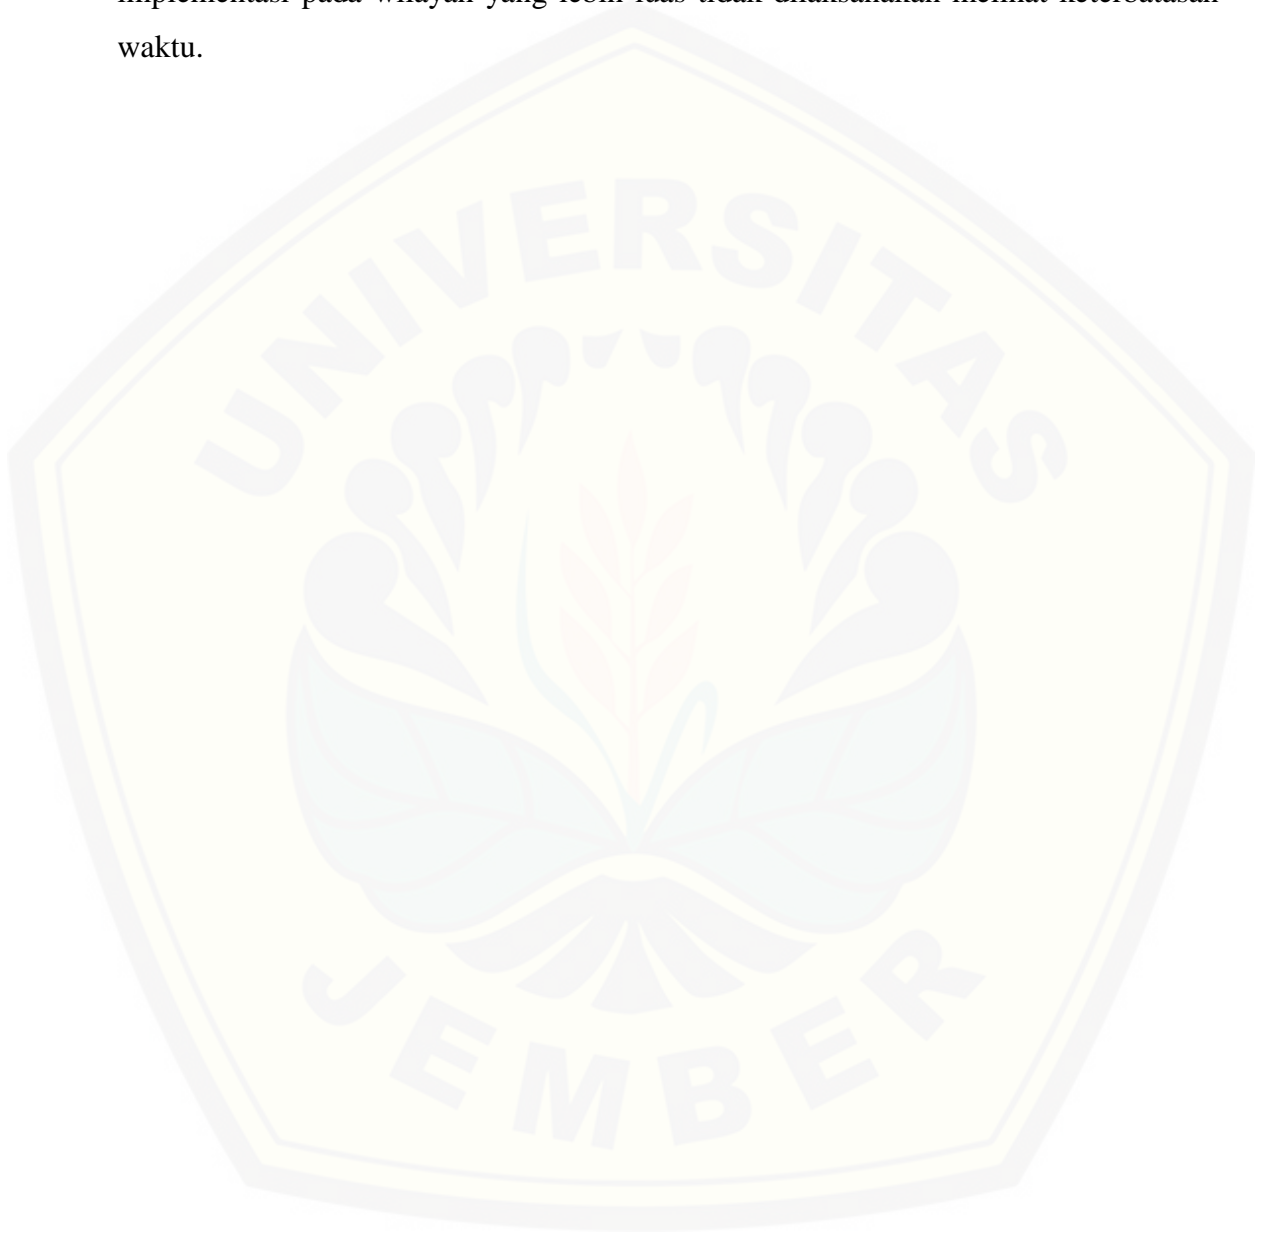 implementasi pada wilayah yang lebih luas tidak dilaksanakan melihat keterbatasan
waktu.
UNIVERSITAS
JEMBER